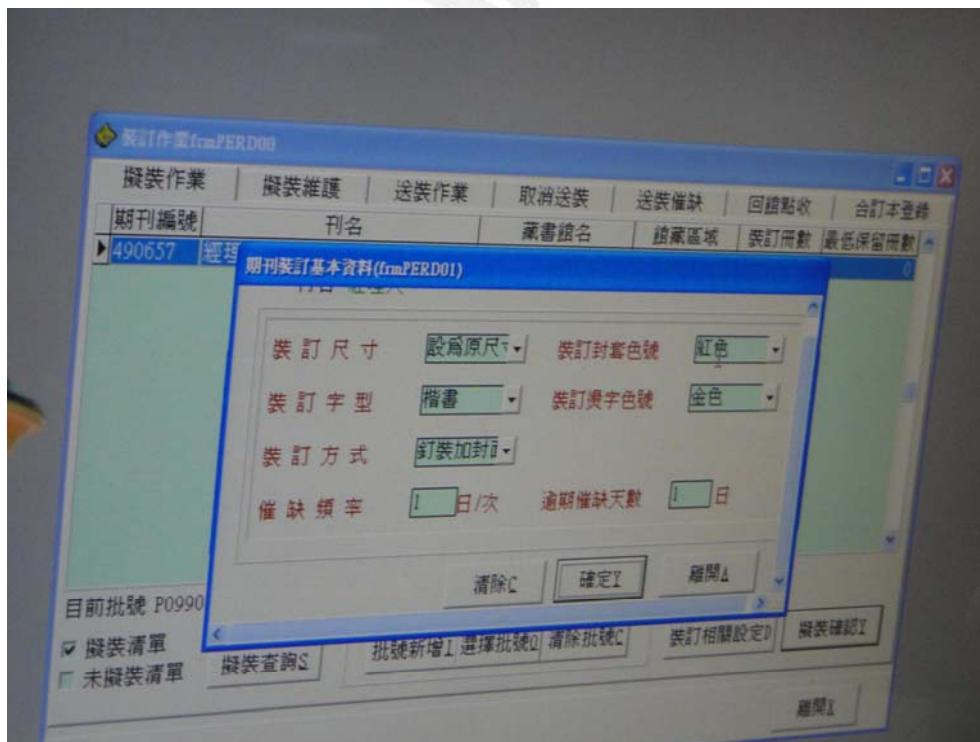 裝訂作業frmPERD00
擬裝作業 擬裝維護 送裝作業 取消送裝 送裝催缺 回館點收 合訂本登錄
期刊編號 刊名 藏書館名 館藏區域 裝訂冊數 最低保留冊數
490657 經理 0
期刊裝訂基本資料(frmPERD01)
裝訂尺寸 設為原尺寸 裝訂封套色號 紅色
裝訂字型 楷書 裝訂燙字色號 金色
裝訂方式 釘裝加封面
催缺頻率 1 日/次 逾期催缺天數 1 日
清除C 確定Y 離開A
目前批號 P0990
擬裝清單 擬裝查詢S 批號新增I 選擇批號Q 清除批號C 裝訂相關設定D 擬裝確認Y
未擬裝清單
離開X